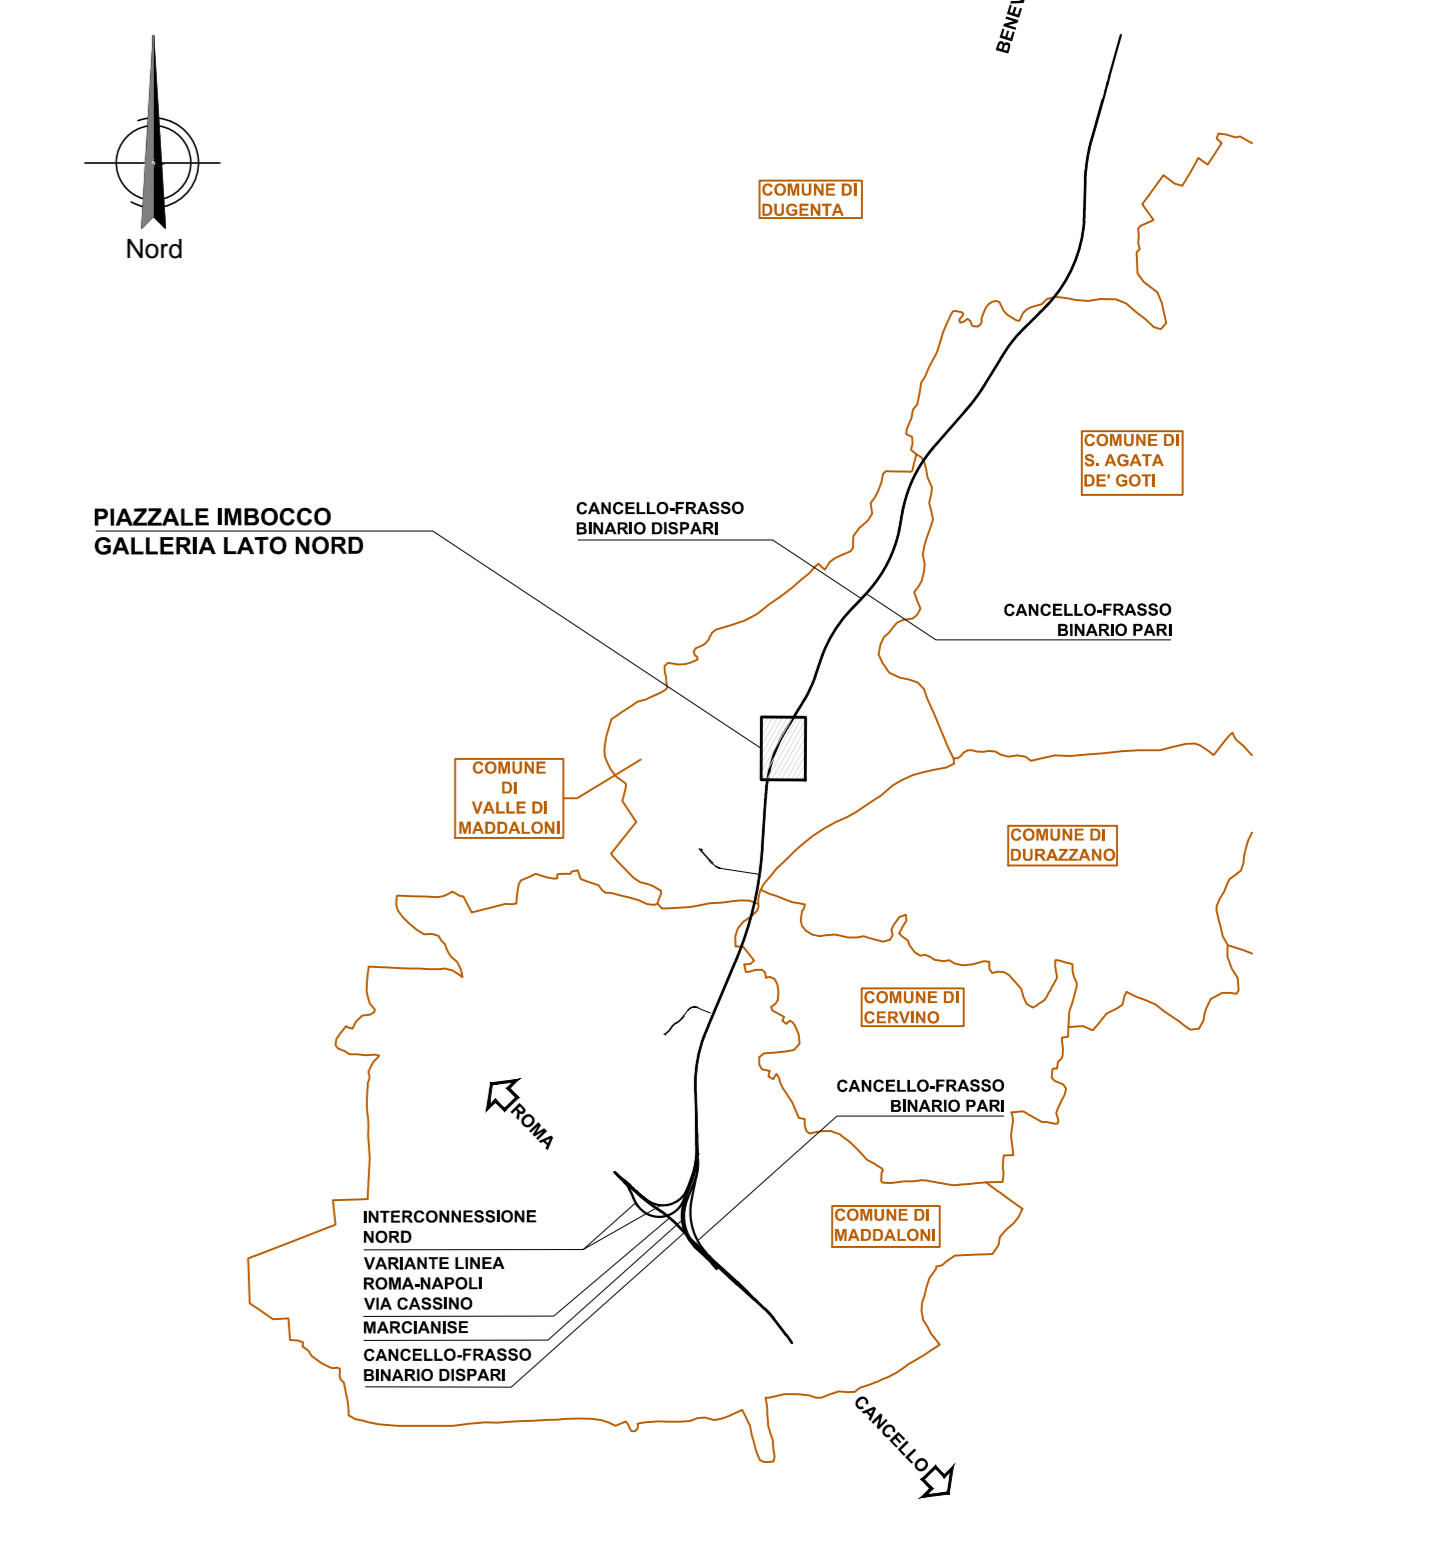 Nord
COMUNE DI
DUGENTA
COMUNE DI
S. AGATA
DE' GOTI
PIAZZALE IMBOCCO
GALLERIA LATO NORD
CANCELLO-FRASSO
BINARIO DISPARI
CANCELLO-FRASSO
BINARIO PARI
COMUNE
DI
VALLE DI
MADDALONI
COMUNE DI
DURAZZANO
COMUNE DI
CERVINO
CANCELLO-FRASSO
BINARIO PARI
ROMA
INTERCONNESSIONE
NORD
VARIANTE LINEA
ROMA-NAPOLI
VIA CASSINO
MARCIANISE
CANCELLO-FRASSO
BINARIO DISPARI
COMUNE DI
MADDALONI
CANCELLO